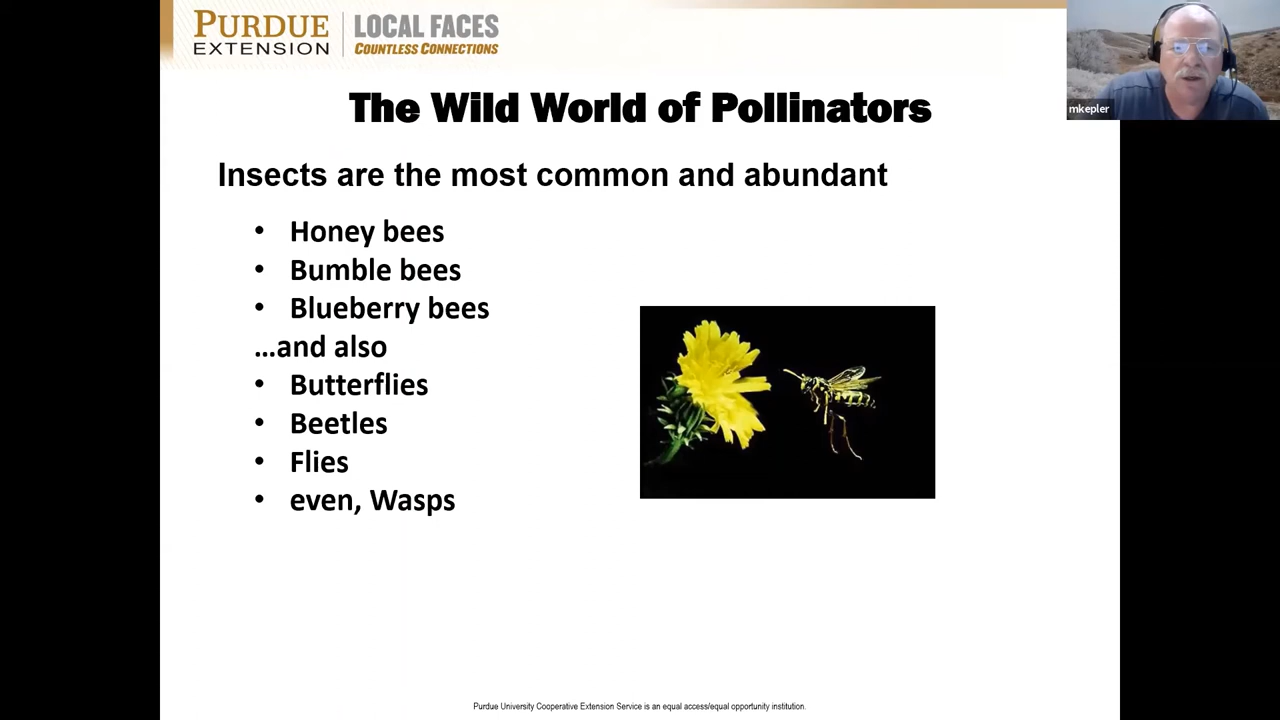 PURDUE
EXTENSION
LOCAL FACES
COUNTLESS CONNECTIONS
mkepler
The Wild World of Pollinators
Insects are the most common and abundant
• Honey bees
• Bumble bees
• Blueberry bees
...and also
• Butterflies
• Beetles
• Flies
• even, Wasps
Purdue University Cooperative Extension Service is an equal access/equal opportunity institution.